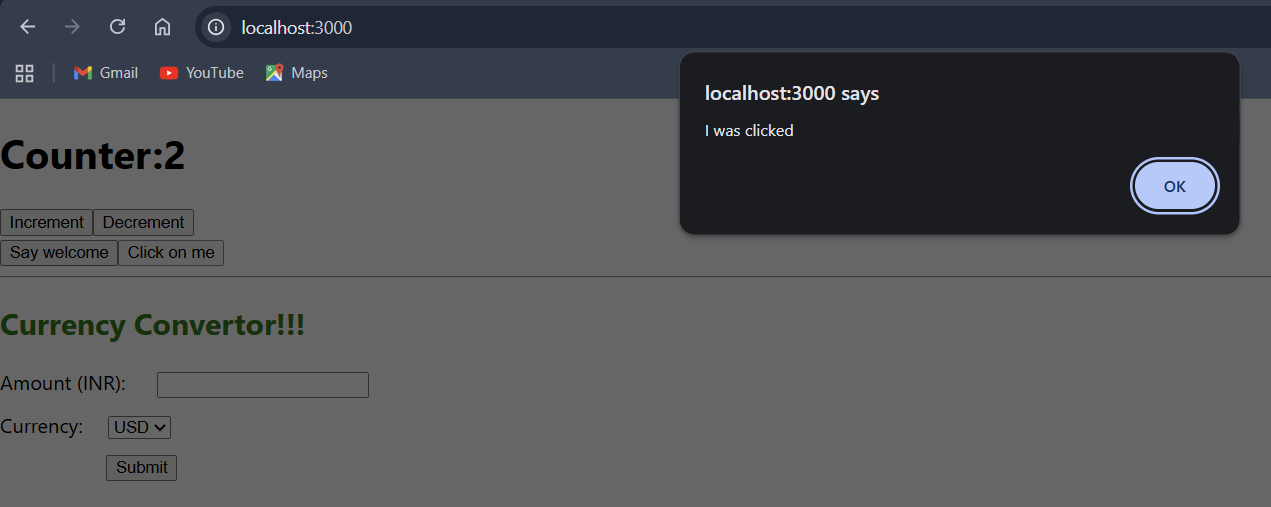 localhost:3000
Gmail YouTube Maps
localhost:3000 says
I was clicked
OK
Counter:2
Increment Decrement
Say welcome Click on me
Currency Convertor!!!
Amount (INR):
Currency: USD
Submit